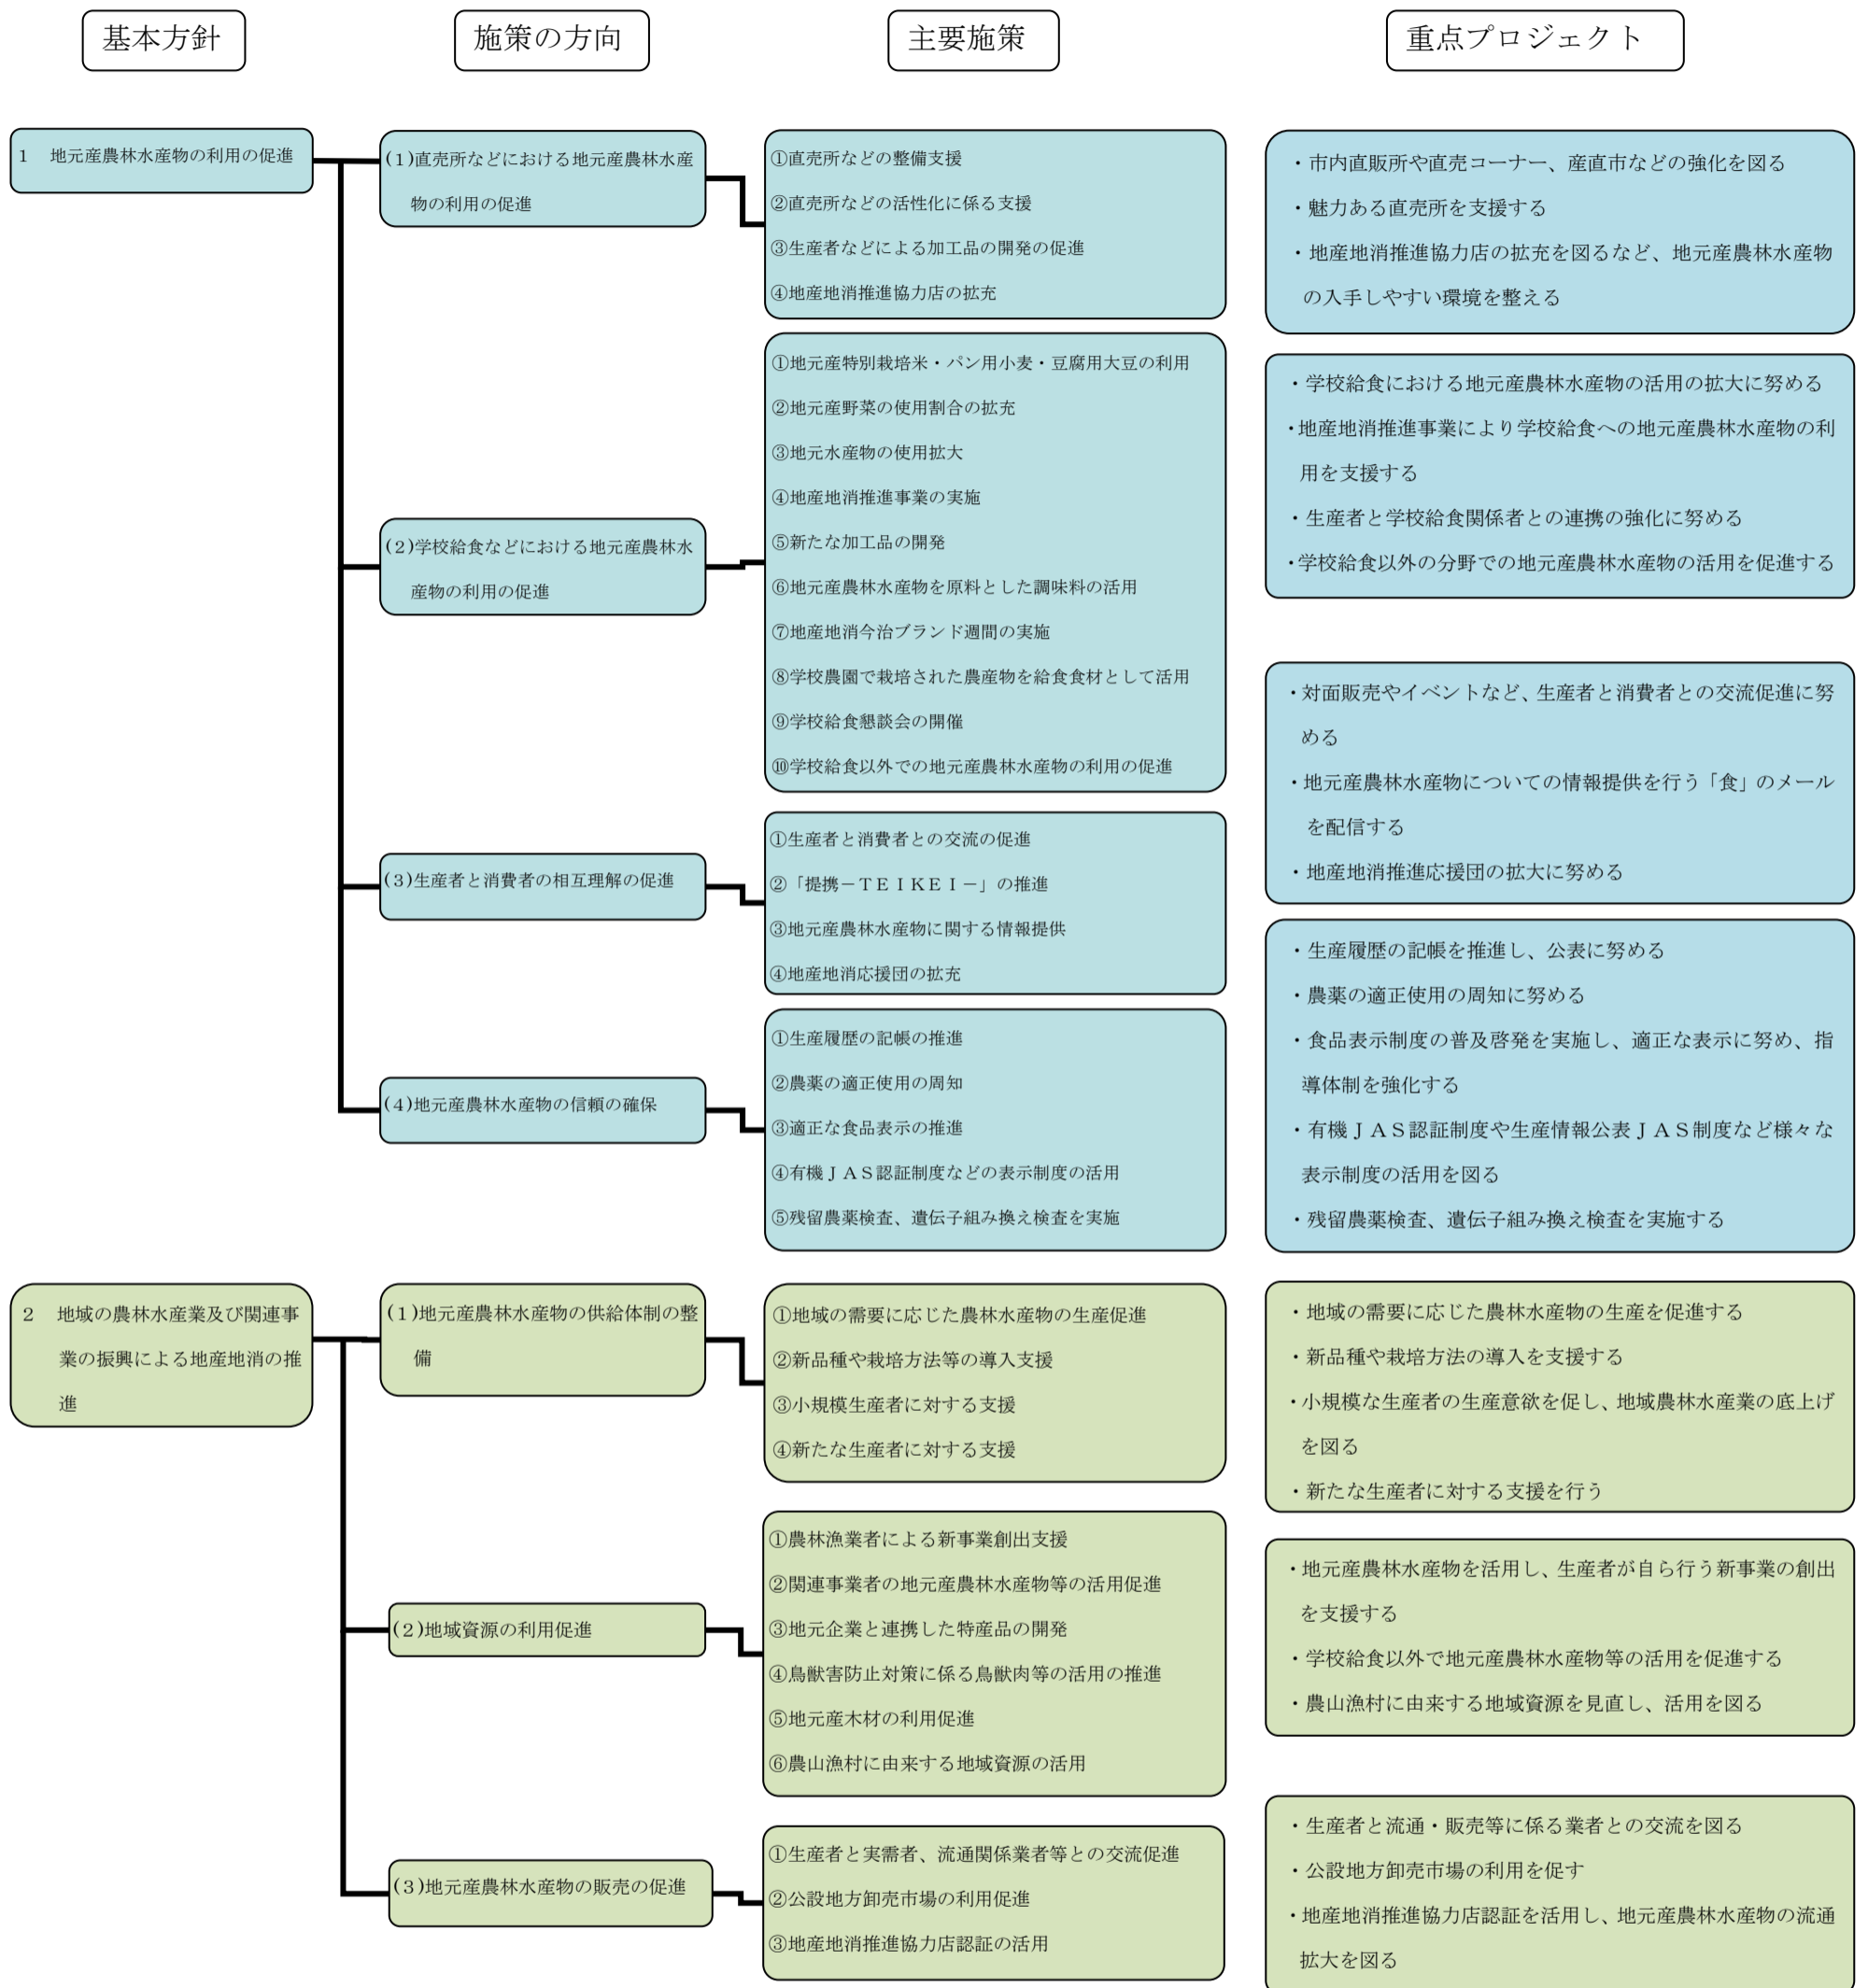 基本方針
施策の方向
主要施策
重点プロジェクト
1　地元産農林水産物の利用の促進
(1)直売所などにおける地元産農林水産
物の利用の促進
①直売所などの整備支援
②直売所などの活性化に係る支援
③生産者などによる加工品の開発の促進
④地産地消推進協力店の拡充
・市内直販所や直売コーナー、産直市などの強化を図る
・魅力ある直売所を支援する
・地産地消推進協力店の拡充を図るなど、地元産農林水産物
の入手しやすい環境を整える
(2)学校給食などにおける地元産農林水
産物の利用の促進
①地元産特別栽培米・パン用小麦・豆腐用大豆の利用
②地元産野菜の使用割合の拡充
③地元水産物の使用拡大
④地産地消推進事業の実施
⑤新たな加工品の開発
⑥地元産農林水産物を原料とした調味料の活用
⑦地産地消今治ブランド週間の実施
⑧学校農園で栽培された農産物を給食食材として活用
⑨学校給食懇談会の開催
⑩学校給食以外での地元産農林水産物の利用の促進
・学校給食における地元産農林水産物の活用の拡大に努める
・地産地消推進事業により学校給食への地元産農林水産物の利
用を支援する
・生産者と学校給食関係者との連携の強化に努める
・学校給食以外の分野での地元産農林水産物の活用を促進する
(3)生産者と消費者の相互理解の促進
①生産者と消費者との交流の促進
②「提携－ＴＥＩＫＥＩ－」の推進
③地元産農林水産物に関する情報提供
④地産地消応援団の拡充
・対面販売やイベントなど、生産者と消費者との交流促進に努
める
・地元産農林水産物についての情報提供を行う「食」のメール
を配信する
・地産地消推進応援団の拡大に努める
(4)地元産農林水産物の信頼の確保
①生産履歴の記帳の推進
②農薬の適正使用の周知
③適正な食品表示の推進
④有機ＪＡＳ認証制度などの表示制度の活用
⑤残留農薬検査、遺伝子組み換え検査を実施
・生産履歴の記帳を推進し、公表に努める
・農薬の適正使用の周知に努める
・食品表示制度の普及啓発を実施し、適正な表示に努め、指
導体制を強化する
・有機ＪＡＳ認証制度や生産情報公表ＪＡＳ制度など様々な
表示制度の活用を図る
・残留農薬検査、遺伝子組み換え検査を実施する
2　地域の農林水産業及び関連事
業の振興による地産地消の推
進
(1)地元産農林水産物の供給体制の整
備
①地域の需要に応じた農林水産物の生産促進
②新品種や栽培方法等の導入支援
③小規模生産者に対する支援
④新たな生産者に対する支援
・地域の需要に応じた農林水産物の生産を促進する
・新品種や栽培方法の導入を支援する
・小規模な生産者の生産意欲を促し、地域農林水産業の底上げ
を図る
・新たな生産者に対する支援を行う
(2)地域資源の利用促進
①農林漁業者による新事業創出支援
②関連事業者の地元産農林水産物等の活用促進
③地元企業と連携した特産品の開発
④鳥獣害防止対策に係る鳥獣肉等の活用の推進
⑤地元産木材の利用促進
⑥農山漁村に由来する地域資源の活用
・地元産農林水産物を活用し、生産者が自ら行う新事業の創出
を支援する
・学校給食以外で地元産農林水産物等の活用を促進する
・農山漁村に由来する地域資源を見直し、活用を図る
(3)地元産農林水産物の販売の促進
①生産者と実需者、流通関係業者等との交流促進
②公設地方卸売市場の利用促進
③地産地消推進協力店認証の活用
・生産者と流通・販売等に係る業者との交流を図る
・公設地方卸売市場の利用を促す
・地産地消推進協力店認証を活用し、地元産農林水産物の流通
拡大を図る